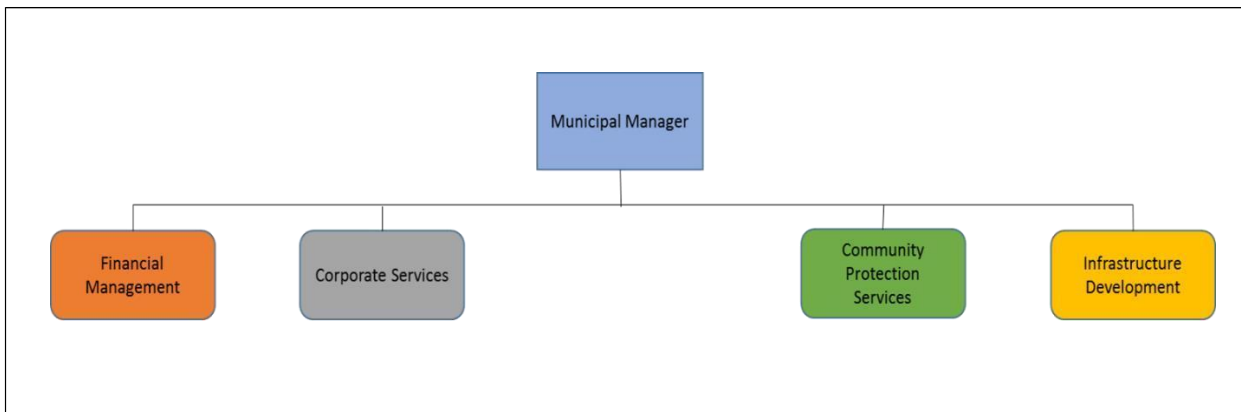 Municipal Manager
Financial
Management
Corporate Services
Community
Protection
Services
Infrastructure
Development